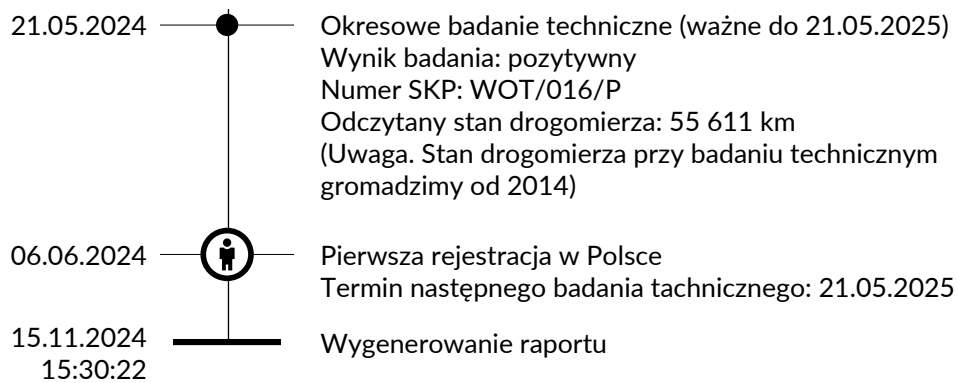 21.05.2024
Okresowe badanie techniczne (ważne do 21.05.2025)
Wynik badania: pozytywny
Numer SKP: WOT/016/P
Odczytany stan drogomierza: 55 611 km
(Uwaga. Stan drogomierza przy badaniu technicznym
gromadzimy od 2014)
06.06.2024
Pierwsza rejestracja w Polsce
Termin następnego badania tachnicznego: 21.05.2025
15.11.2024
15:30:22
Wygenerowanie raportu